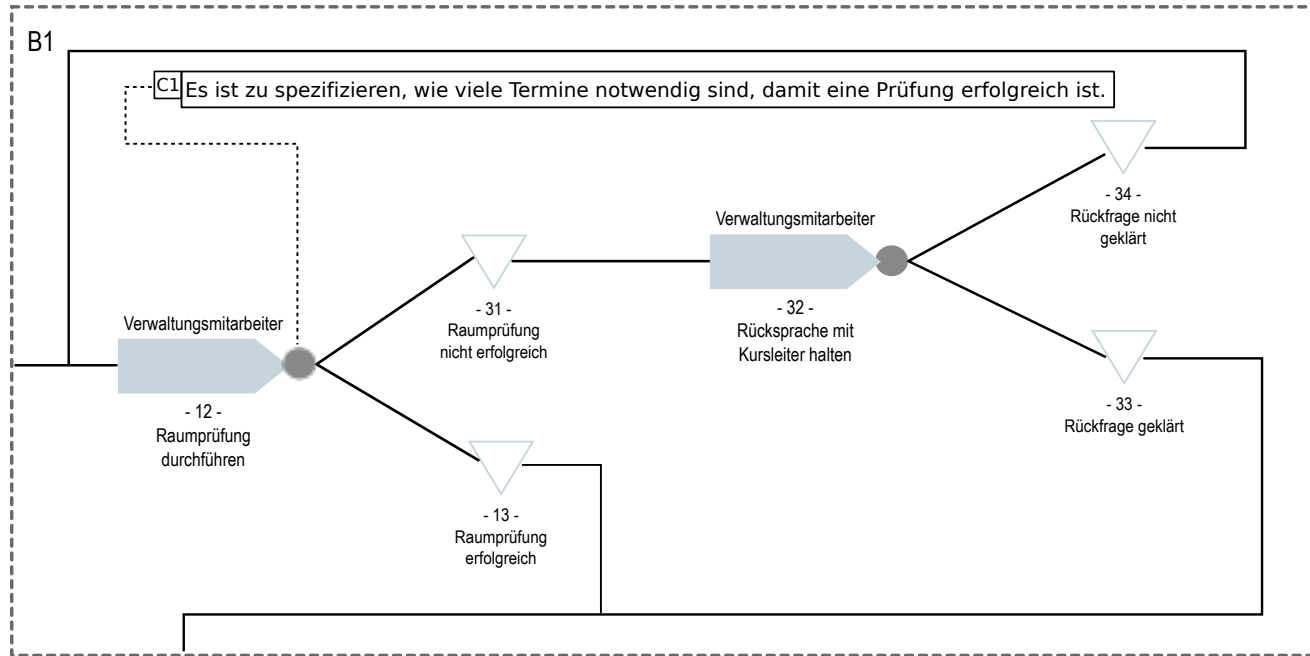 B1
C1 Es ist zu spezifizieren, wie viele Termine notwendig sind, damit eine Prüfung erfolgreich ist.
- 34 -
Rückfrage nicht
geklärt
Verwaltungsmitarbeiter
- 32 -
Rücksprache mit
Kursleiter halten
- 31 -
Raumprüfung
nicht erfolgreich
Verwaltungsmitarbeiter
- 12 -
Raumprüfung
durchführen
- 33 -
Rückfrage geklärt
- 13 -
Raumprüfung
erfolgreich